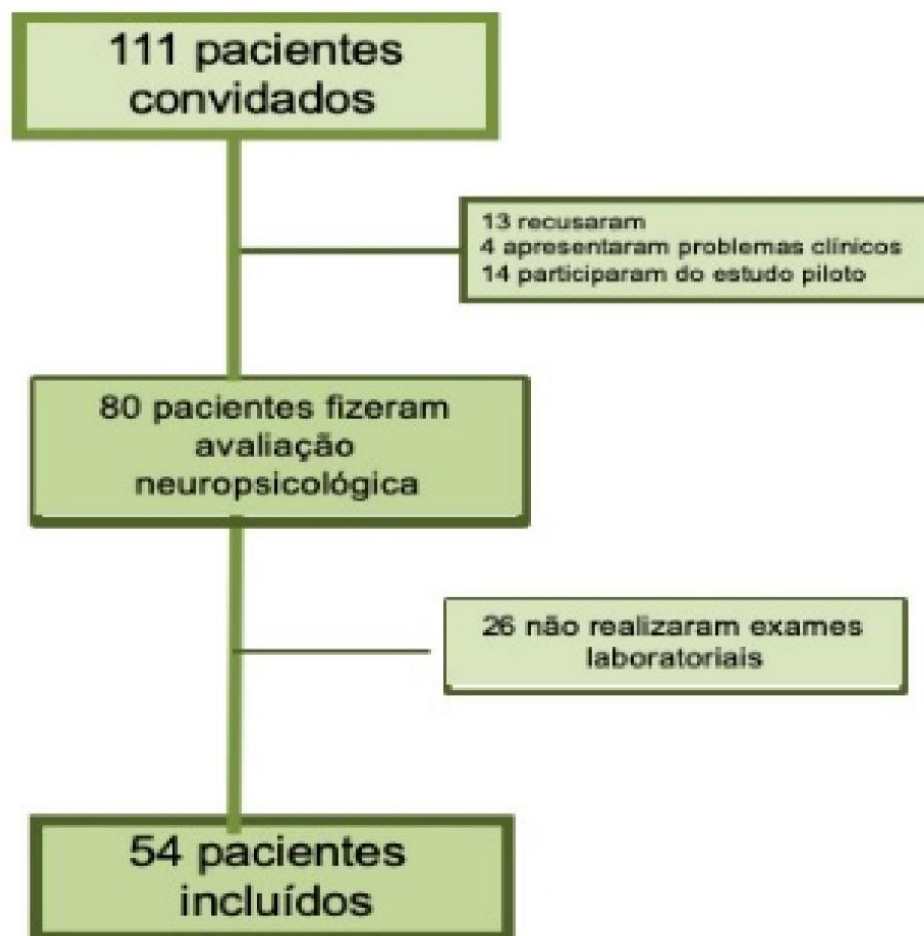 111 pacientes
convidados
13 recusaram
4 apresentaram problemas clínicos
14 participaram do estudo piloto
80 pacientes fizeram
avaliação
neuropsicológica
26 não realizaram exames
laboratoriais
54 pacientes
incluídos